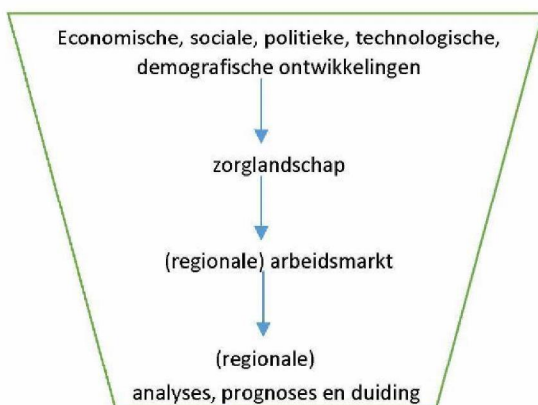 Economische, sociale, politieke, technologische,
demografische ontwikkelingen
zorglandschap
(regionale) arbeidsmarkt
(regionale)
analyses, prognoses en duiding